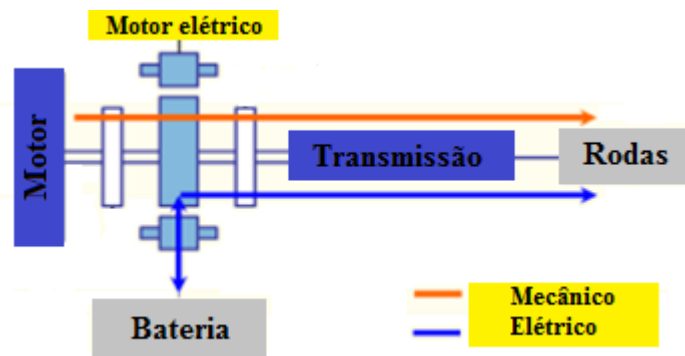 Motor elétrico
Motor
Transmissão
Rodas
Bateria
Mecânico
Elétrico